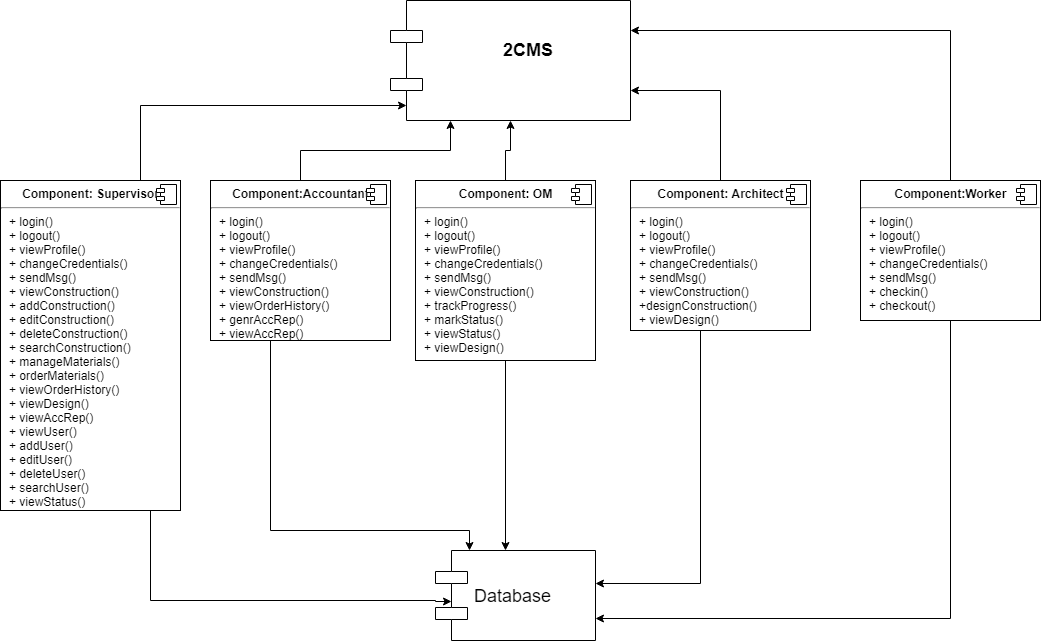 2CMS
Component: Supervisor
+ login()
+ logout()
+ viewProfile()
+ changeCredentials()
+ sendMsg()
+ viewConstruction()
+ addConstruction()
+ editConstruction()
+ deleteConstruction()
+ searchConstruction()
+ manageMaterials()
+ orderMaterials()
+ viewOrderHistory()
+ viewDesign()
+ viewAccRep()
+ viewUser()
+ addUser()
+ editUser()
+ deleteUser()
+ searchUser()
+ viewStatus()
Component:Accountant
+ login()
+ logout()
+ viewProfile()
+ changeCredentials()
+ sendMsg()
+ viewConstruction()
+ viewOrderHistory()
+ genrAccRep()
+ viewAccRep()
Component: OM
+ login()
+ logout()
+ viewProfile()
+ changeCredentials()
+ sendMsg()
+ viewConstruction()
+ trackProgress()
+ markStatus()
+ viewStatus()
+ viewDesign()
Component: Architect
+ login()
+ logout()
+ viewProfile()
+ changeCredentials()
+ sendMsg()
+ viewConstruction()
+designConstruction()
+ viewDesign()
Component:Worker
+ login()
+ logout()
+ viewProfile()
+ changeCredentials()
+ sendMsg()
+ checkin()
+ checkout()
Database